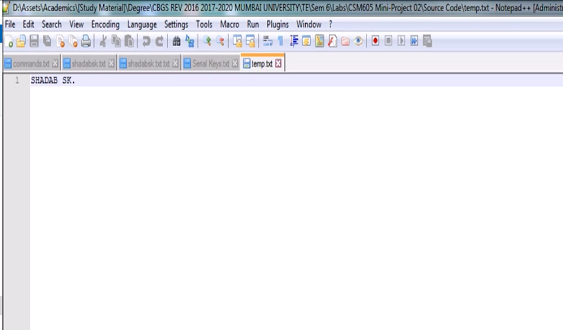 D:\Assets\Academics\[Study Material]\Degree\CBGS REV 2016 2017-2020 MUMBAI UNIVERSITY\TE\Sem 6\Labs\CSM605 Mini-Project 02\Source Code\temp.txt - Notepad++ [Administ
File Edit Search View Encoding Language Settings Tools Macro Run Plugins Window ?
commands.txt shadabsk.txt shadabsk.txt.txt Serial Keys.txt temp.txt
1 SHADAB SK.